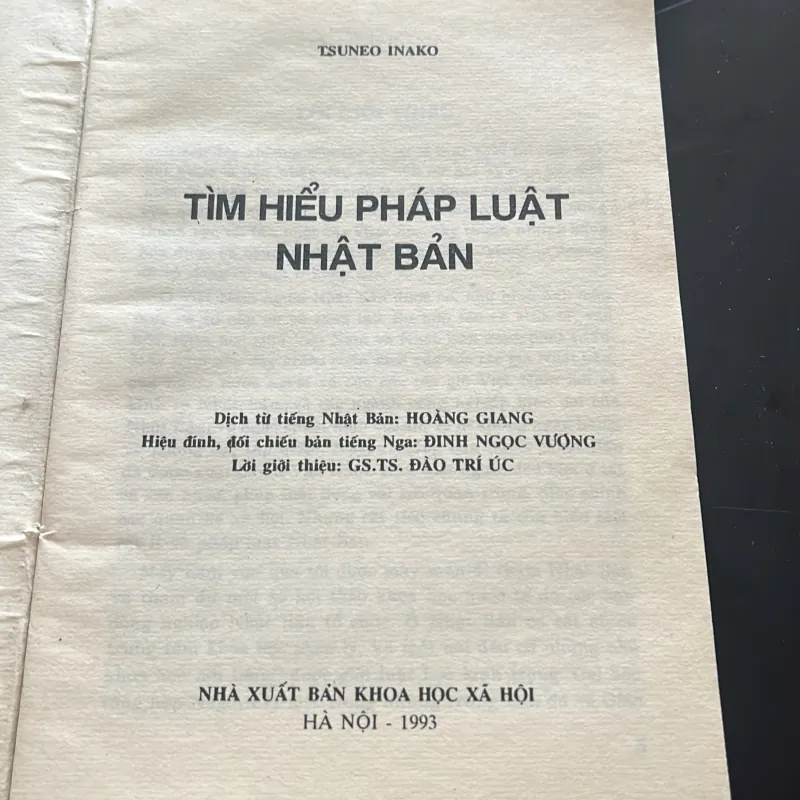 TSUNEO INAKO
TÌM HIỂU PHÁP LUẬT
NHẬT BẢN
Dịch từ tiếng Nhật Bản: HOÀNG GIANG
Hiệu đính, đối chiếu bản tiếng Nga: ĐINH NGỌC VƯỢNG
Lời giới thiệu: GS.TS. ĐÀO TRÍ ÚC
NHÀ XUẤT BẢN KHOA HỌC XÃ HỘI
HÀ NỘI - 1993